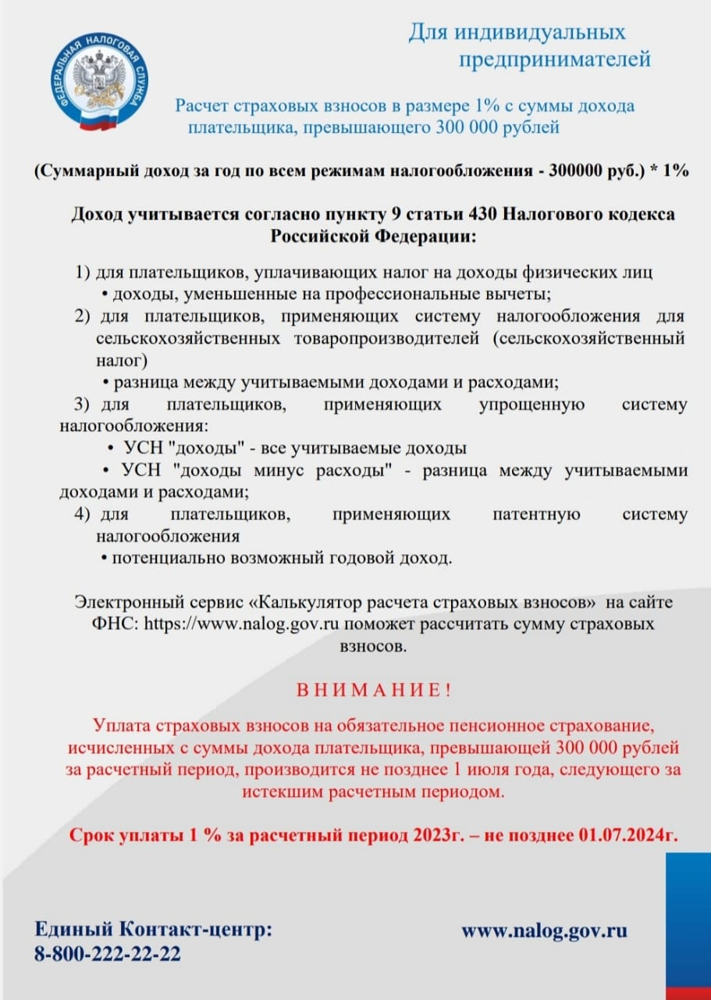 ФЕДЕРАЛЬНАЯ НАЛОГОВАЯ СЛУЖБА
Для индивидуальных
предпринимателей
Расчет страховых взносов в размере 1% с суммы дохода
плательщика, превышающего 300 000 рублей
(Суммарный доход за год по всем режимам налогообложения - 300000 руб.) * 1%
Доход учитывается согласно пункту 9 статьи 430 Налогового кодекса
Российской Федерации:
1) для плательщиков, уплачивающих налог на доходы физических лиц
• доходы, уменьшенные на профессиональные вычеты;
2) для плательщиков, применяющих систему налогообложения для
сельскохозяйственных товаропроизводителей (сельскохозяйственный
налог)
• разница между учитываемыми доходами и расходами;
3) для плательщиков, применяющих упрощенную систему
налогообложения:
• УСН "доходы" - все учитываемые доходы
• УСН "доходы минус расходы" - разница между учитываемыми
доходами и расходами;
4) для плательщиков, применяющих патентную систему
налогообложения
• потенциально возможный годовой доход.
Электронный сервис «Калькулятор расчета страховых взносов» на сайте
ФНС: https://www.nalog.gov.ru поможет рассчитать сумму страховых
взносов.
В Н И М А Н И Е !
Уплата страховых взносов на обязательное пенсионное страхование,
исчисленных с суммы дохода плательщика, превышающей 300 000 рублей
за расчетный период, производится не позднее 1 июля года, следующего за
истекшим расчетным периодом.
Срок уплаты 1 % за расчетный период 2023г. – не позднее 01.07.2024г.
Единый Контакт-центр:
8-800-222-22-22
www.nalog.gov.ru